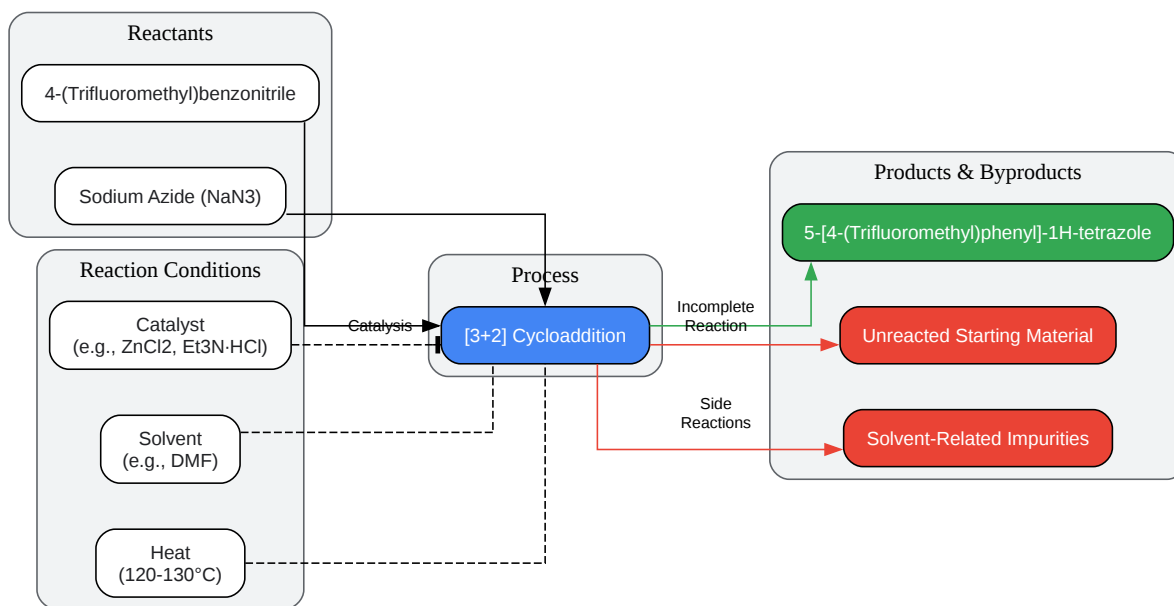 Reactants
4-(Trifluoromethyl)benzonitrile
Sodium Azide (NaN3)
Reaction Conditions
Catalyst
(e.g., ZnCl2, Et3N·HCl)
Solvent
(e.g., DMF)
Heat
(120-130°C)
Catalysis
Process
[3+2] Cycloaddition
Incomplete
Reaction
Side
Reactions
Products & Byproducts
5-[4-(Trifluoromethyl)phenyl]-1H-tetrazole
Unreacted Starting Material
Solvent-Related Impurities